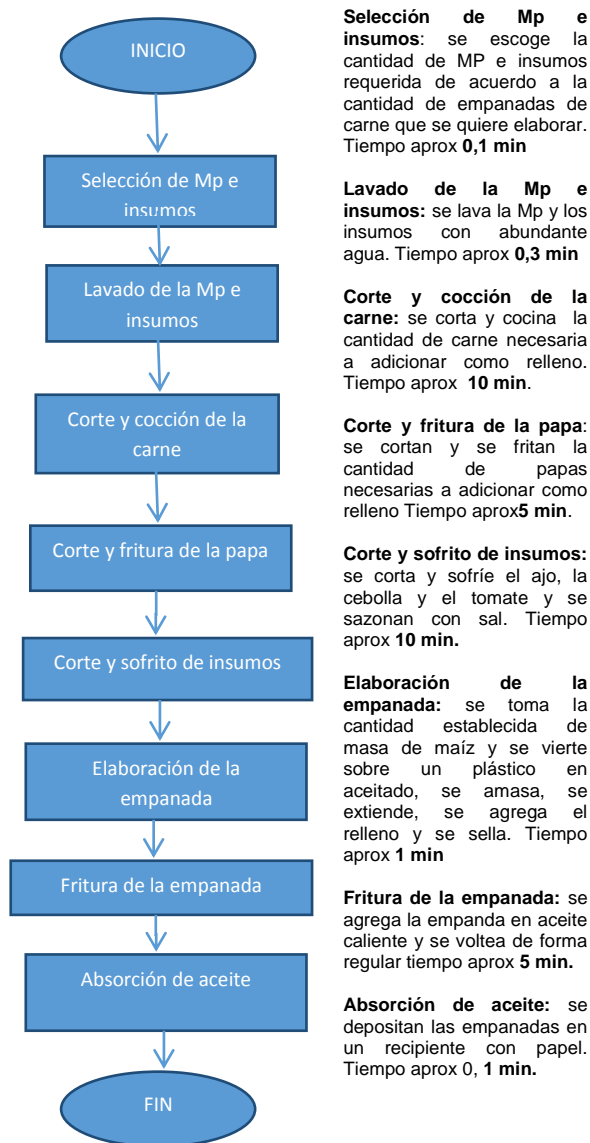 INICIO
Selección de Mp e
insumos
Lavado de la Mp e
insumos
Corte y cocción de la
carne
Corte y fritura de la papa
Corte y sofrito de insumos
Elaboración de la
empanada
Fritura de la empanada
Absorción de aceite
FIN
Selección de Mp e
insumos: se escoge la
cantidad de MP e insumos
requerida de acuerdo a la
cantidad de empanadas de
carne que se quiere elaborar.
Tiempo aprox 0,1 min
Lavado de la Mp e
insumos: se lava la Mp y los
insumos con abundante
agua. Tiempo aprox 0,3 min
Corte y cocción de la
carne: se corta y cocina la
cantidad de carne necesaria
a adicionar como relleno.
Tiempo aprox 10 min.
Corte y fritura de la papa:
se cortan y se fritan la
cantidad de papas
necesarias a adicionar como
relleno Tiempo aprox5 min.
Corte y sofrito de insumos:
se corta y sofríe el ajo, la
cebolla y el tomate y se
sazonan con sal. Tiempo
aprox 10 min.
Elaboración de la
empanada: se toma la
cantidad establecida de
masa de maíz y se vierte
sobre un plástico en
aceitado, se amasa, se
extiende, se agrega el
relleno y se sella. Tiempo
aprox 1 min
Fritura de la empanada: se
agrega la empanda en aceite
caliente y se voltea de forma
regular tiempo aprox 5 min.
Absorción de aceite: se
depositan las empanadas en
un recipiente con papel.
Tiempo aprox 0, 1 min.